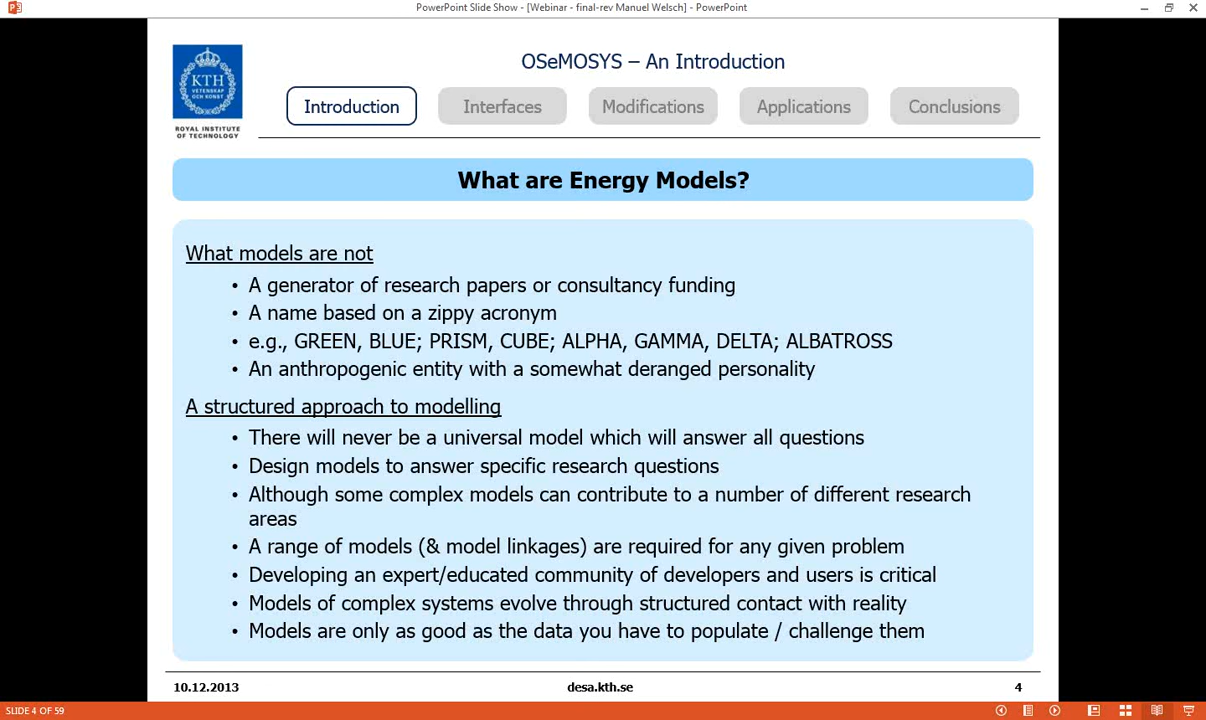 PowerPoint Slide Show - [Webinar - final-rev Manuel Welsch] - PowerPoint
KTH
VETENSKAP
OCH KONST
ROYAL INSTITUTE
OF TECHNOLOGY
OSeMOSYS – An Introduction
Introduction
Interfaces
Modifications
Applications
Conclusions
What are Energy Models?
What models are not
• A generator of research papers or consultancy funding
• A name based on a zippy acronym
• e.g., GREEN, BLUE; PRISM, CUBE; ALPHA, GAMMA, DELTA; ALBATROSS
• An anthropogenic entity with a somewhat deranged personality
A structured approach to modelling
• There will never be a universal model which will answer all questions
• Design models to answer specific research questions
• Although some complex models can contribute to a number of different research
areas
• A range of models (& model linkages) are required for any given problem
• Developing an expert/educated community of developers and users is critical
• Models of complex systems evolve through structured contact with reality
• Models are only as good as the data you have to populate / challenge them
10.12.2013
desa.kth.se
4
SLIDE 4 OF 59